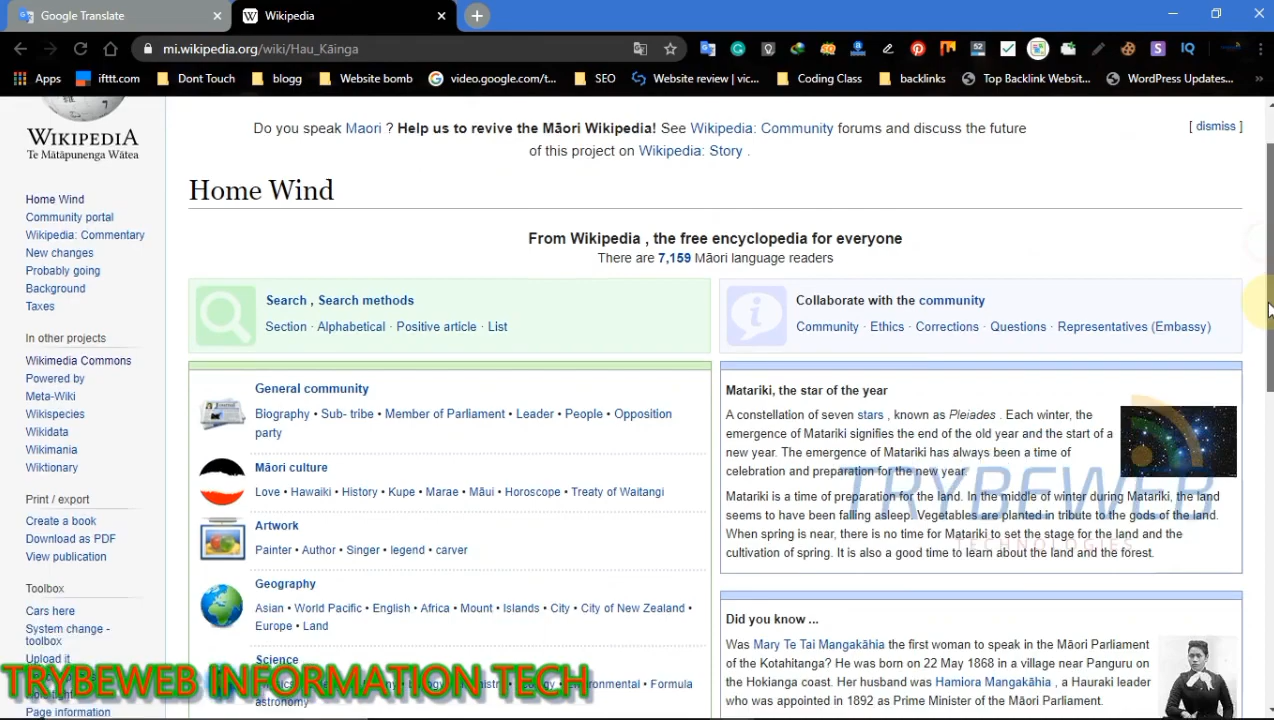 Google Translate
Wikipedia
mi.wikipedia.org/wiki/Hau_Kāinga
Apps
ifttt.com
Dont Touch
blogg
Website bomb
video.google.com/t...
SEO
Website review | vic...
Coding Class
backlinks
Top Backlink Websit...
WordPress Updates...
WIKIPEDIA
Te Mātāpunenga Wātea
Do you speak Maori ? Help us to revive the Māori Wikipedia! See Wikipedia: Community forums and discuss the future
of this project on Wikipedia: Story .
[ dismiss ]
Home Wind
From Wikipedia , the free encyclopedia for everyone
There are 7,159 Māori language readers
Home Wind
Community portal
Wikipedia: Commentary
New changes
Probably going
Background
Taxes
In other projects
Wikimedia Commons
Powered by
Meta-Wiki
Wikispecies
Wikidata
Wikimania
Wiktionary
Print / export
Create a book
Download as PDF
View publication
Toolbox
Cars here
System change -
toolbox
Upload it
Page information
Search , Search methods
Section · Alphabetical · Positive article · List
Collaborate with the community
Community · Ethics · Corrections · Questions · Representatives (Embassy)
General community
Biography • Sub- tribe • Member of Parliament • Leader • People • Opposition
party
Māori culture
Love • Hawaiki • History • Kupe • Marae • Māui • Horoscope • Treaty of Waitangi
Artwork
Painter • Author • Singer • legend • carver
Geography
Asian • World Pacific • English • Africa • Mount • Islands • City • City of New Zealand •
Europe • Land
Science
Formula
astronomy
Matariki, the star of the year
A constellation of seven stars , known as Pleiades . Each winter, the
emergence of Matariki signifies the end of the old year and the start of a
new year. The emergence of Matariki has always been a time of
celebration and preparation for the new year.
Matariki is a time of preparation for the land. In the middle of winter during Matariki, the land
seems to have been falling asleep. Vegetables are planted in tribute to the gods of the land.
When spring is near, there is no time for Matariki to set the stage for the land and the
cultivation of spring. It is also a good time to learn about the land and the forest.
TRYBEWEB
TECHNOLOGIES
Did you know ...
Was Mary Te Tai Mangakāhia the first woman to speak in the Māori Parliament
of the Kotahitanga? He was born on 22 May 1868 in a village near Panguru on
the Hokianga coast. Her husband was Hamiora Mangakāhia , a Hauraki leader
who was appointed in 1892 as Prime Minister of the Māori Parliament.
TRYBEWEB INFORMATION TECH